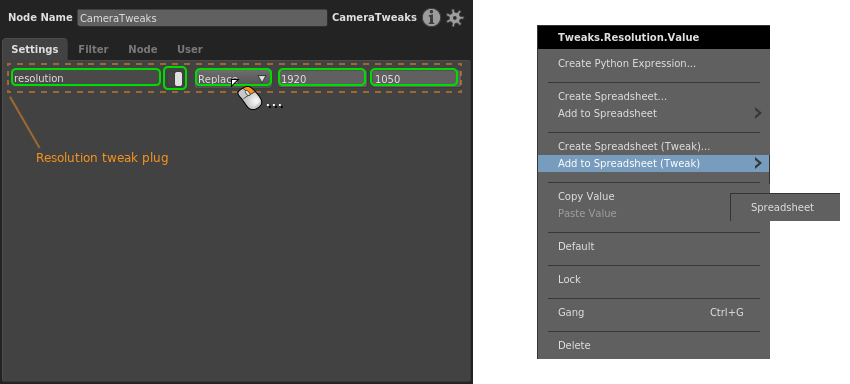 Node Name CameraTweaks CameraTweaks
Settings Filter Node User
resolution Replace 1920 1050
...
Resolution tweak plug
Tweaks.Resolution.Value
Create Python Expression...
Create Spreadsheet...
Add to Spreadsheet
Create Spreadsheet (Tweak)...
Add to Spreadsheet (Tweak)
Copy Value
Spreadsheet
Paste Value
Default
Lock
Gang Ctrl+G
Delete